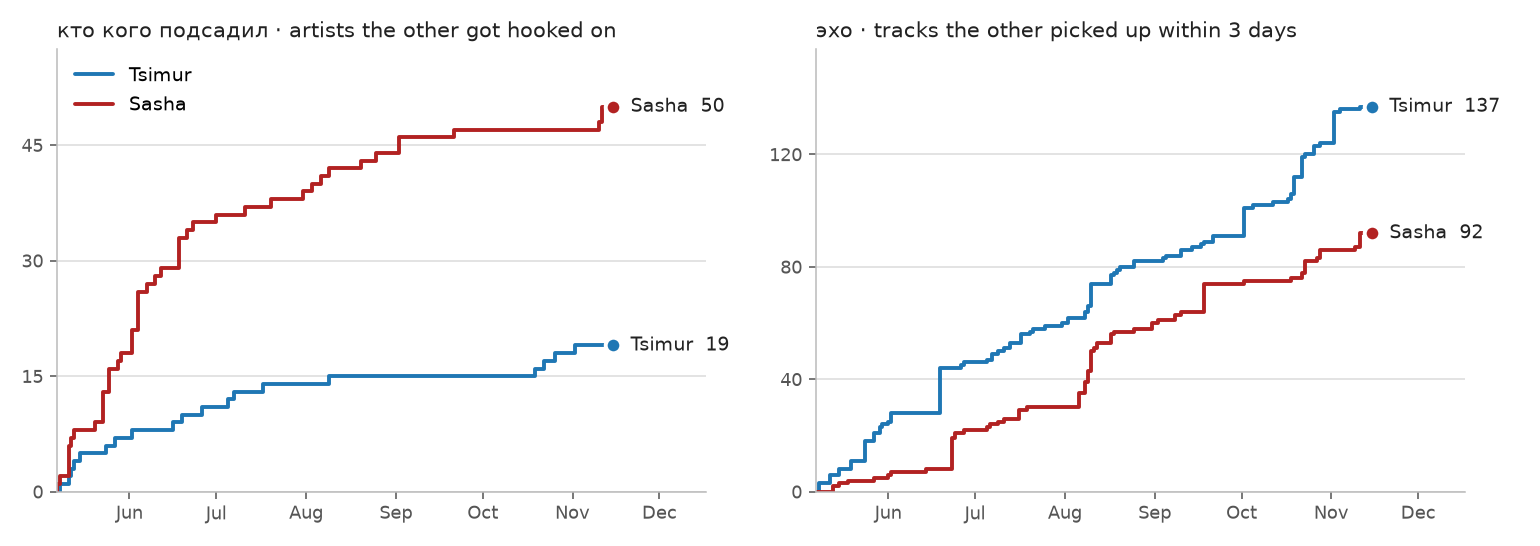 кто кого подсадил · artists the other got hooked on
Tsimur
Sasha
Sasha 50
Tsimur 19
45
30
15
0
Jun Jul Aug Sep Oct Nov Dec
эхо · tracks the other picked up within 3 days
Tsimur 137
Sasha 92
120
80
40
0
Jun Jul Aug Sep Oct Nov Dec